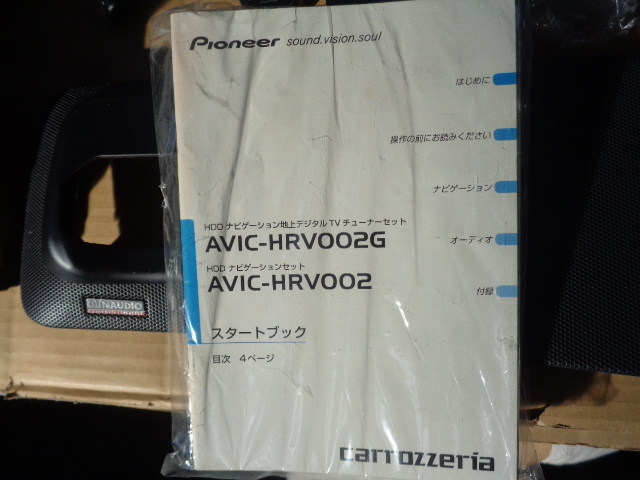 Pioneer sound.vision.soul
はじめに
操作の前にお読みください
ナビゲーション
オーディオ
付録
HDD ナビゲーション地上デジタル TV チューナーセット
AVIC-HRV002G
HDD ナビゲーションセット
AVIC-HRV002
スタートブック
目次 4ページ
carrozzeria
DYNAUDIO